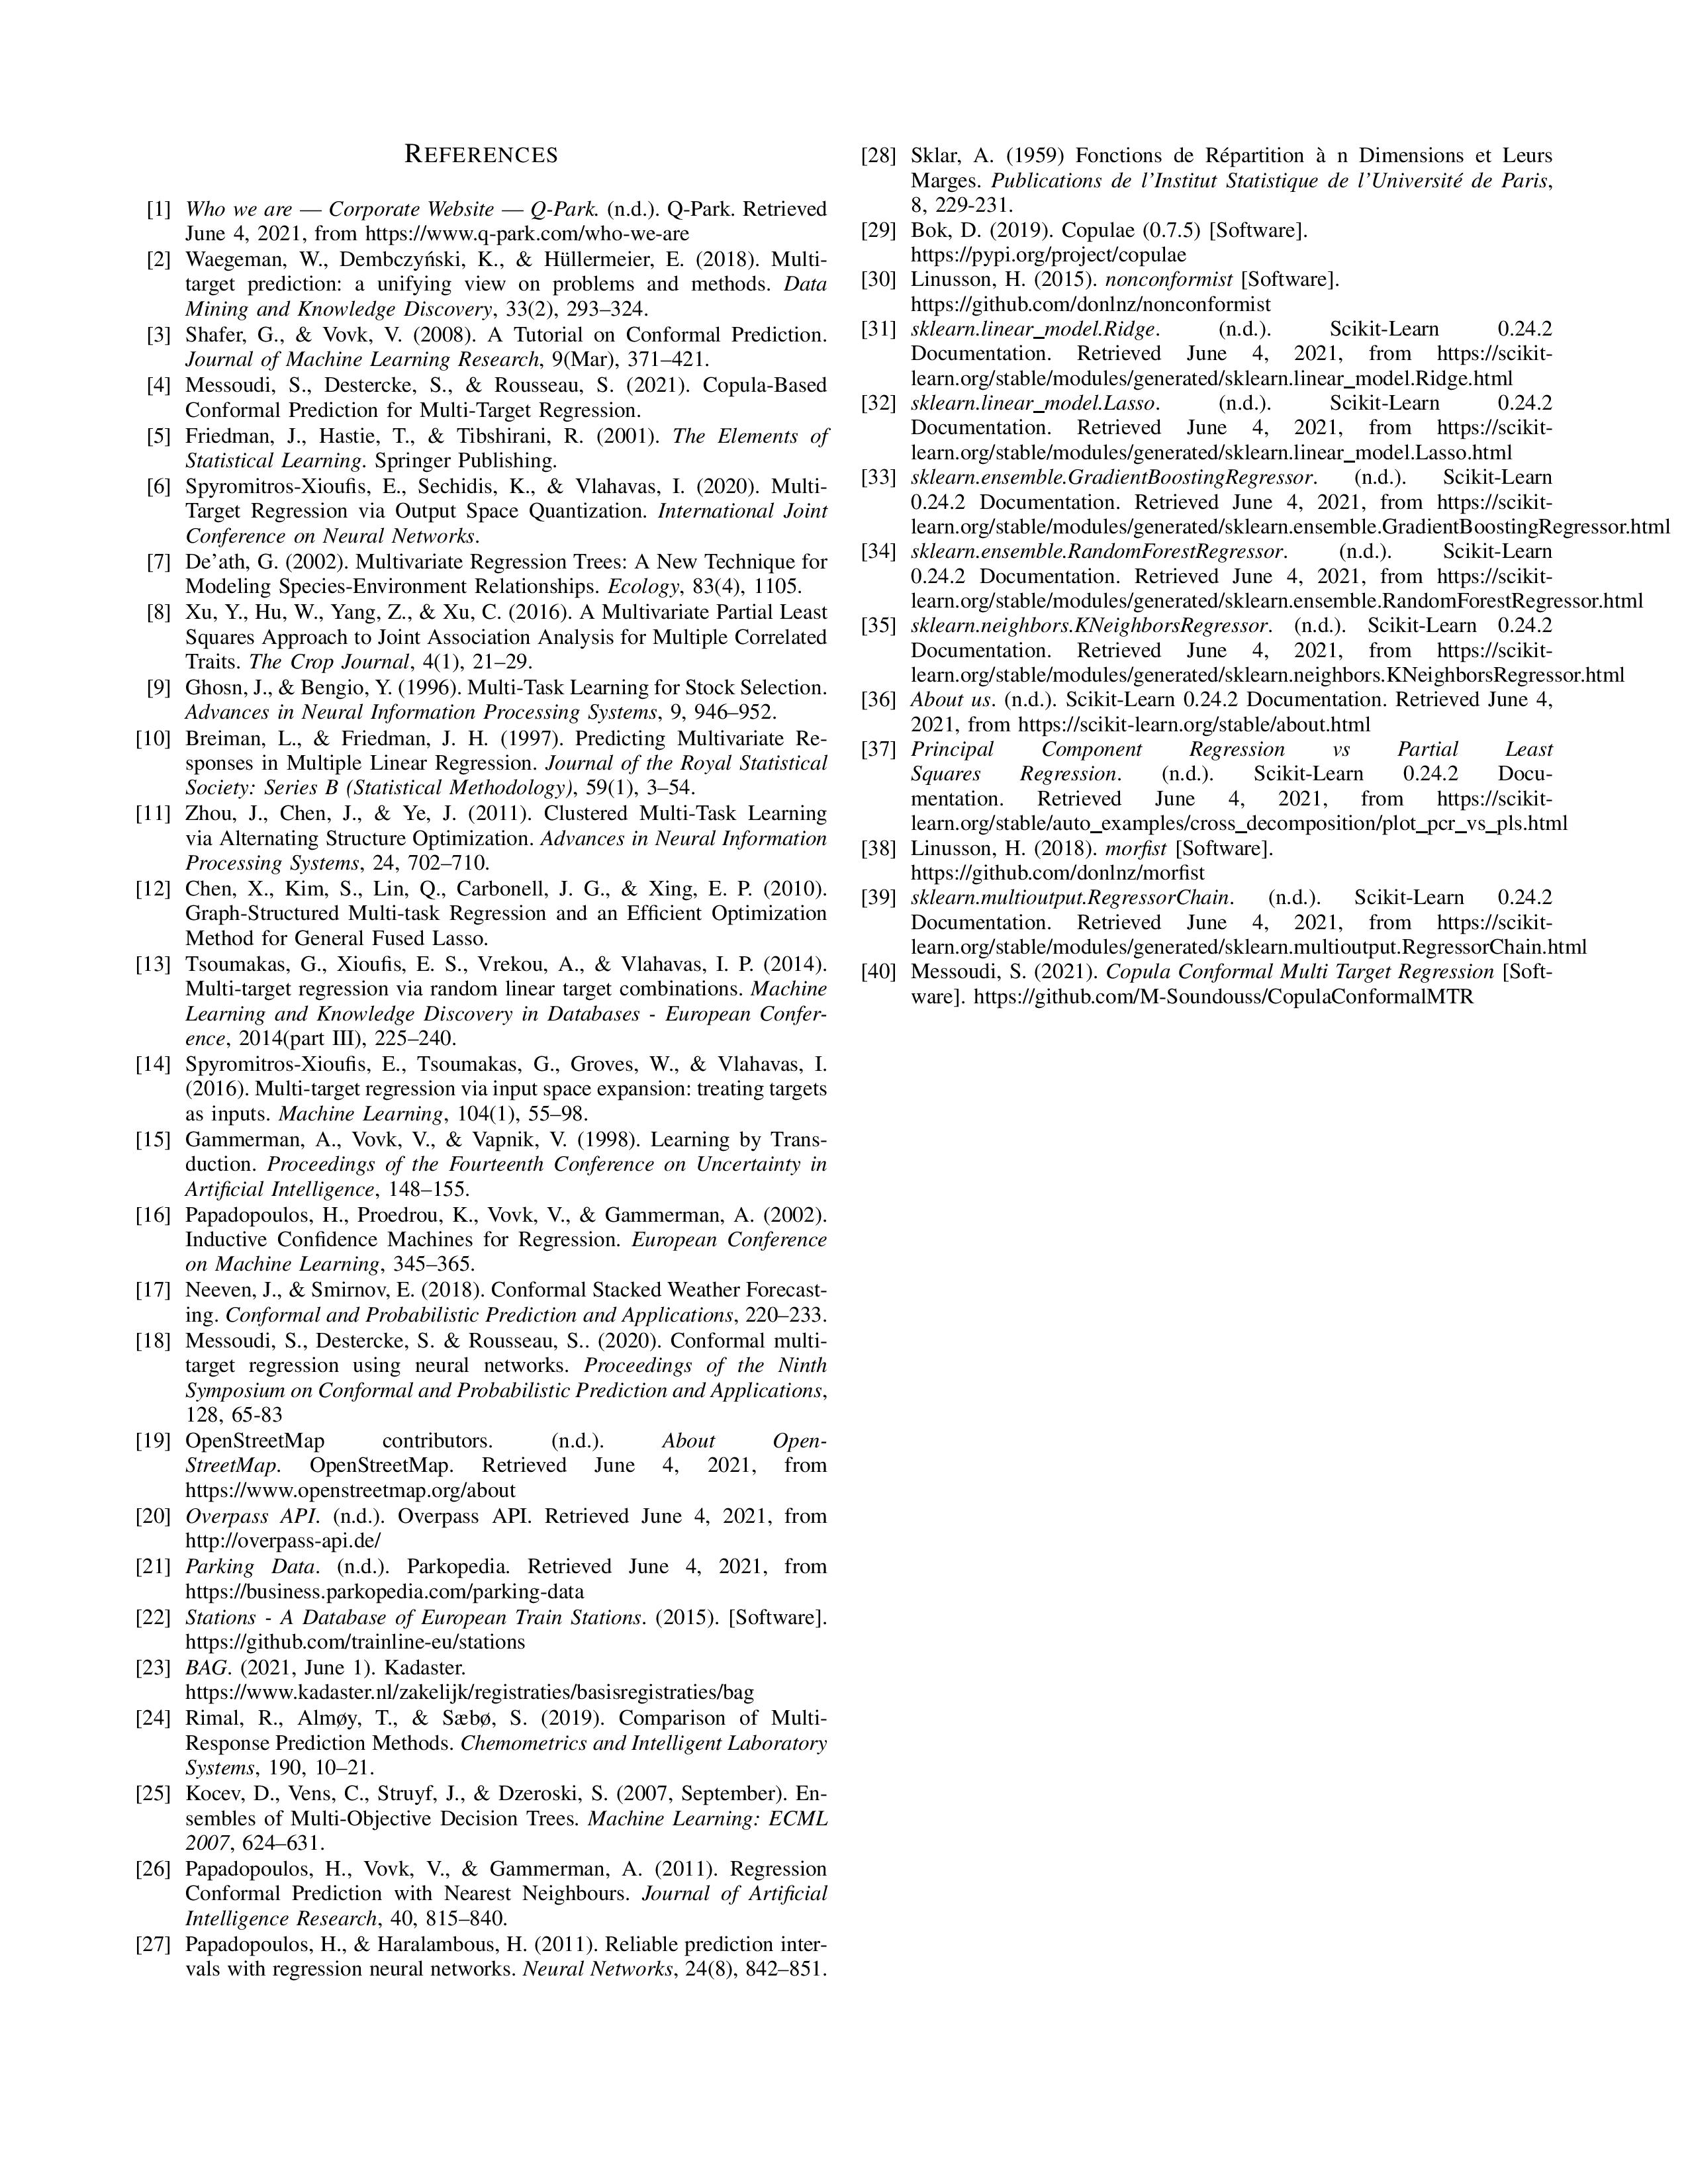 REFERENCES
[1] Who we are — Corporate Website — Q-Park. (n.d.). Q-Park. Retrieved
June 4, 2021, from https://www.q-park.com/who-we-are
[2] Waegeman, W., Dembczyński, K., & Hüllermeier, E. (2018). Multi-
target prediction: a unifying view on problems and methods. Data
Mining and Knowledge Discovery, 33(2), 293–324.
[3] Shafer, G., & Vovk, V. (2008). A Tutorial on Conformal Prediction.
Journal of Machine Learning Research, 9(Mar), 371–421.
[4] Messoudi, S., Destercke, S., & Rousseau, S. (2021). Copula-Based
Conformal Prediction for Multi-Target Regression.
[5] Friedman, J., Hastie, T., & Tibshirani, R. (2001). The Elements of
Statistical Learning. Springer Publishing.
[6] Spyromitros-Xioufis, E., Sechidis, K., & Vlahavas, I. (2020). Multi-
Target Regression via Output Space Quantization. International Joint
Conference on Neural Networks.
[7] De'ath, G. (2002). Multivariate Regression Trees: A New Technique for
Modeling Species-Environment Relationships. Ecology, 83(4), 1105.
[8] Xu, Y., Hu, W., Yang, Z., & Xu, C. (2016). A Multivariate Partial Least
Squares Approach to Joint Association Analysis for Multiple Correlated
Traits. The Crop Journal, 4(1), 21–29.
[9] Ghosn, J., & Bengio, Y. (1996). Multi-Task Learning for Stock Selection.
Advances in Neural Information Processing Systems, 9, 946–952.
[10] Breiman, L., & Friedman, J. H. (1997). Predicting Multivariate Re-
sponses in Multiple Linear Regression. Journal of the Royal Statistical
Society: Series B (Statistical Methodology), 59(1), 3–54.
[11] Zhou, J., Chen, J., & Ye, J. (2011). Clustered Multi-Task Learning
via Alternating Structure Optimization. Advances in Neural Information
Processing Systems, 24, 702–710.
[12] Chen, X., Kim, S., Lin, Q., Carbonell, J. G., & Xing, E. P. (2010).
Graph-Structured Multi-task Regression and an Efficient Optimization
Method for General Fused Lasso.
[13] Tsoumakas, G., Xioufis, E. S., Vrekou, A., & Vlahavas, I. P. (2014).
Multi-target regression via random linear target combinations. Machine
Learning and Knowledge Discovery in Databases - European Confer-
ence, 2014(part III), 225–240.
[14] Spyromitros-Xioufis, E., Tsoumakas, G., Groves, W., & Vlahavas, I.
(2016). Multi-target regression via input space expansion: treating targets
as inputs. Machine Learning, 104(1), 55–98.
[15] Gammerman, A., Vovk, V., & Vapnik, V. (1998). Learning by Trans-
duction. Proceedings of the Fourteenth Conference on Uncertainty in
Artificial Intelligence, 148–155.
[16] Papadopoulos, H., Proedrou, K., Vovk, V., & Gammerman, A. (2002).
Inductive Confidence Machines for Regression. European Conference
on Machine Learning, 345–365.
[17] Neeven, J., & Smirnov, E. (2018). Conformal Stacked Weather Forecast-
ing. Conformal and Probabilistic Prediction and Applications, 220–233.
[18] Messoudi, S., Destercke, S. & Rousseau, S.. (2020). Conformal multi-
target regression using neural networks. Proceedings of the Ninth
Symposium on Conformal and Probabilistic Prediction and Applications,
128, 65-83
[19] OpenStreetMap contributors. (n.d.). About Open-
StreetMap. OpenStreetMap. Retrieved June 4, 2021, from
https://www.openstreetmap.org/about
[20] Overpass API. (n.d.). Overpass API. Retrieved June 4, 2021, from
http://overpass-api.de/
[21] Parking Data. (n.d.). Parkopedia. Retrieved June 4, 2021, from
https://business.parkopedia.com/parking-data
[22] Stations - A Database of European Train Stations. (2015). [Software].
https://github.com/trainline-eu/stations
[23] BAG. (2021, June 1). Kadaster.
https://www.kadaster.nl/zakelijk/registraties/basisregistraties/bag
[24] Rimal, R., Almøy, T., & Sæbø, S. (2019). Comparison of Multi-
Response Prediction Methods. Chemometrics and Intelligent Laboratory
Systems, 190, 10–21.
[25] Kocev, D., Vens, C., Struyf, J., & Dzeroski, S. (2007, September). En-
sembles of Multi-Objective Decision Trees. Machine Learning: ECML
2007, 624–631.
[26] Papadopoulos, H., Vovk, V., & Gammerman, A. (2011). Regression
Conformal Prediction with Nearest Neighbours. Journal of Artificial
Intelligence Research, 40, 815–840.
[27] Papadopoulos, H., & Haralambous, H. (2011). Reliable prediction inter-
vals with regression neural networks. Neural Networks, 24(8), 842–851.
[28] Sklar, A. (1959) Fonctions de Répartition à n Dimensions et Leurs
Marges. Publications de l'Institut Statistique de l'Université de Paris,
8, 229-231.
[29] Bok, D. (2019). Copulae (0.7.5) [Software].
https://pypi.org/project/copulae
[30] Linusson, H. (2015). nonconformist [Software].
https://github.com/donlnz/nonconformist
[31] sklearn.linear_model.Ridge. (n.d.). Scikit-Learn 0.24.2
Documentation. Retrieved June 4, 2021, from https://scikit-
learn.org/stable/modules/generated/sklearn.linear_model.Ridge.html
[32] sklearn.linear_model.Lasso. (n.d.). Scikit-Learn 0.24.2
Documentation. Retrieved June 4, 2021, from https://scikit-
learn.org/stable/modules/generated/sklearn.linear_model.Lasso.html
[33] sklearn.ensemble.GradientBoostingRegressor. (n.d.). Scikit-Learn
0.24.2 Documentation. Retrieved June 4, 2021, from https://scikit-
learn.org/stable/modules/generated/sklearn.ensemble.GradientBoostingRegressor.html
[34] sklearn.ensemble.RandomForestRegressor. (n.d.). Scikit-Learn
0.24.2 Documentation. Retrieved June 4, 2021, from https://scikit-
learn.org/stable/modules/generated/sklearn.ensemble.RandomForestRegressor.html
[35] sklearn.neighbors.KNeighborsRegressor. (n.d.). Scikit-Learn 0.24.2
Documentation. Retrieved June 4, 2021, from https://scikit-
learn.org/stable/modules/generated/sklearn.neighbors.KNeighborsRegressor.html
[36] About us. (n.d.). Scikit-Learn 0.24.2 Documentation. Retrieved June 4,
2021, from https://scikit-learn.org/stable/about.html
[37] Principal Component Regression vs Partial Least
Squares Regression. (n.d.). Scikit-Learn 0.24.2 Docu-
mentation. Retrieved June 4, 2021, from https://scikit-
learn.org/stable/auto_examples/cross_decomposition/plot_pcr_vs_pls.html
[38] Linusson, H. (2018). morfist [Software].
https://github.com/donlnz/morfist
[39] sklearn.multioutput.RegressorChain. (n.d.). Scikit-Learn 0.24.2
Documentation. Retrieved June 4, 2021, from https://scikit-
learn.org/stable/modules/generated/sklearn.multioutput.RegressorChain.html
[40] Messoudi, S. (2021). Copula Conformal Multi Target Regression [Soft-
ware]. https://github.com/M-Soundouss/CopulaConformalMTR